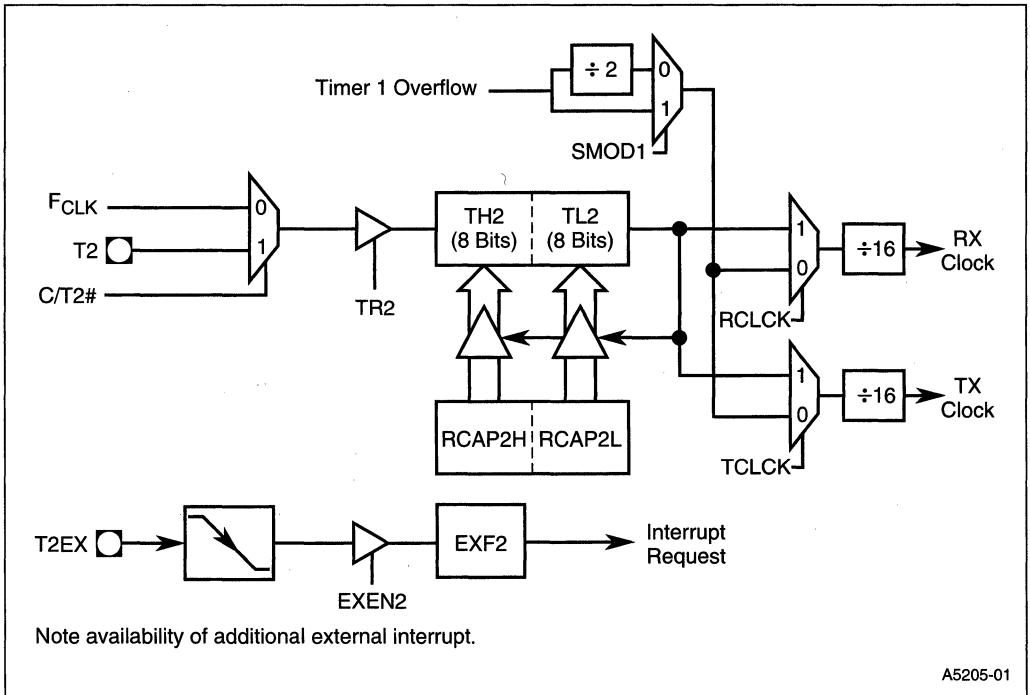 ÷ 2
0
Timer 1 Overflow
1
SMOD1
FCLK
0
TH2
(8 Bits)
TL2
(8 Bits)
1
÷16
RX
Clock
T2
1
0
C/T2#
TR2
RCLCK
1
÷16
TX
Clock
0
RCAP2H
RCAP2L
TCLCK
T2EX
EXF2
Interrupt
Request
EXEN2
Note availability of additional external interrupt.
A5205-01